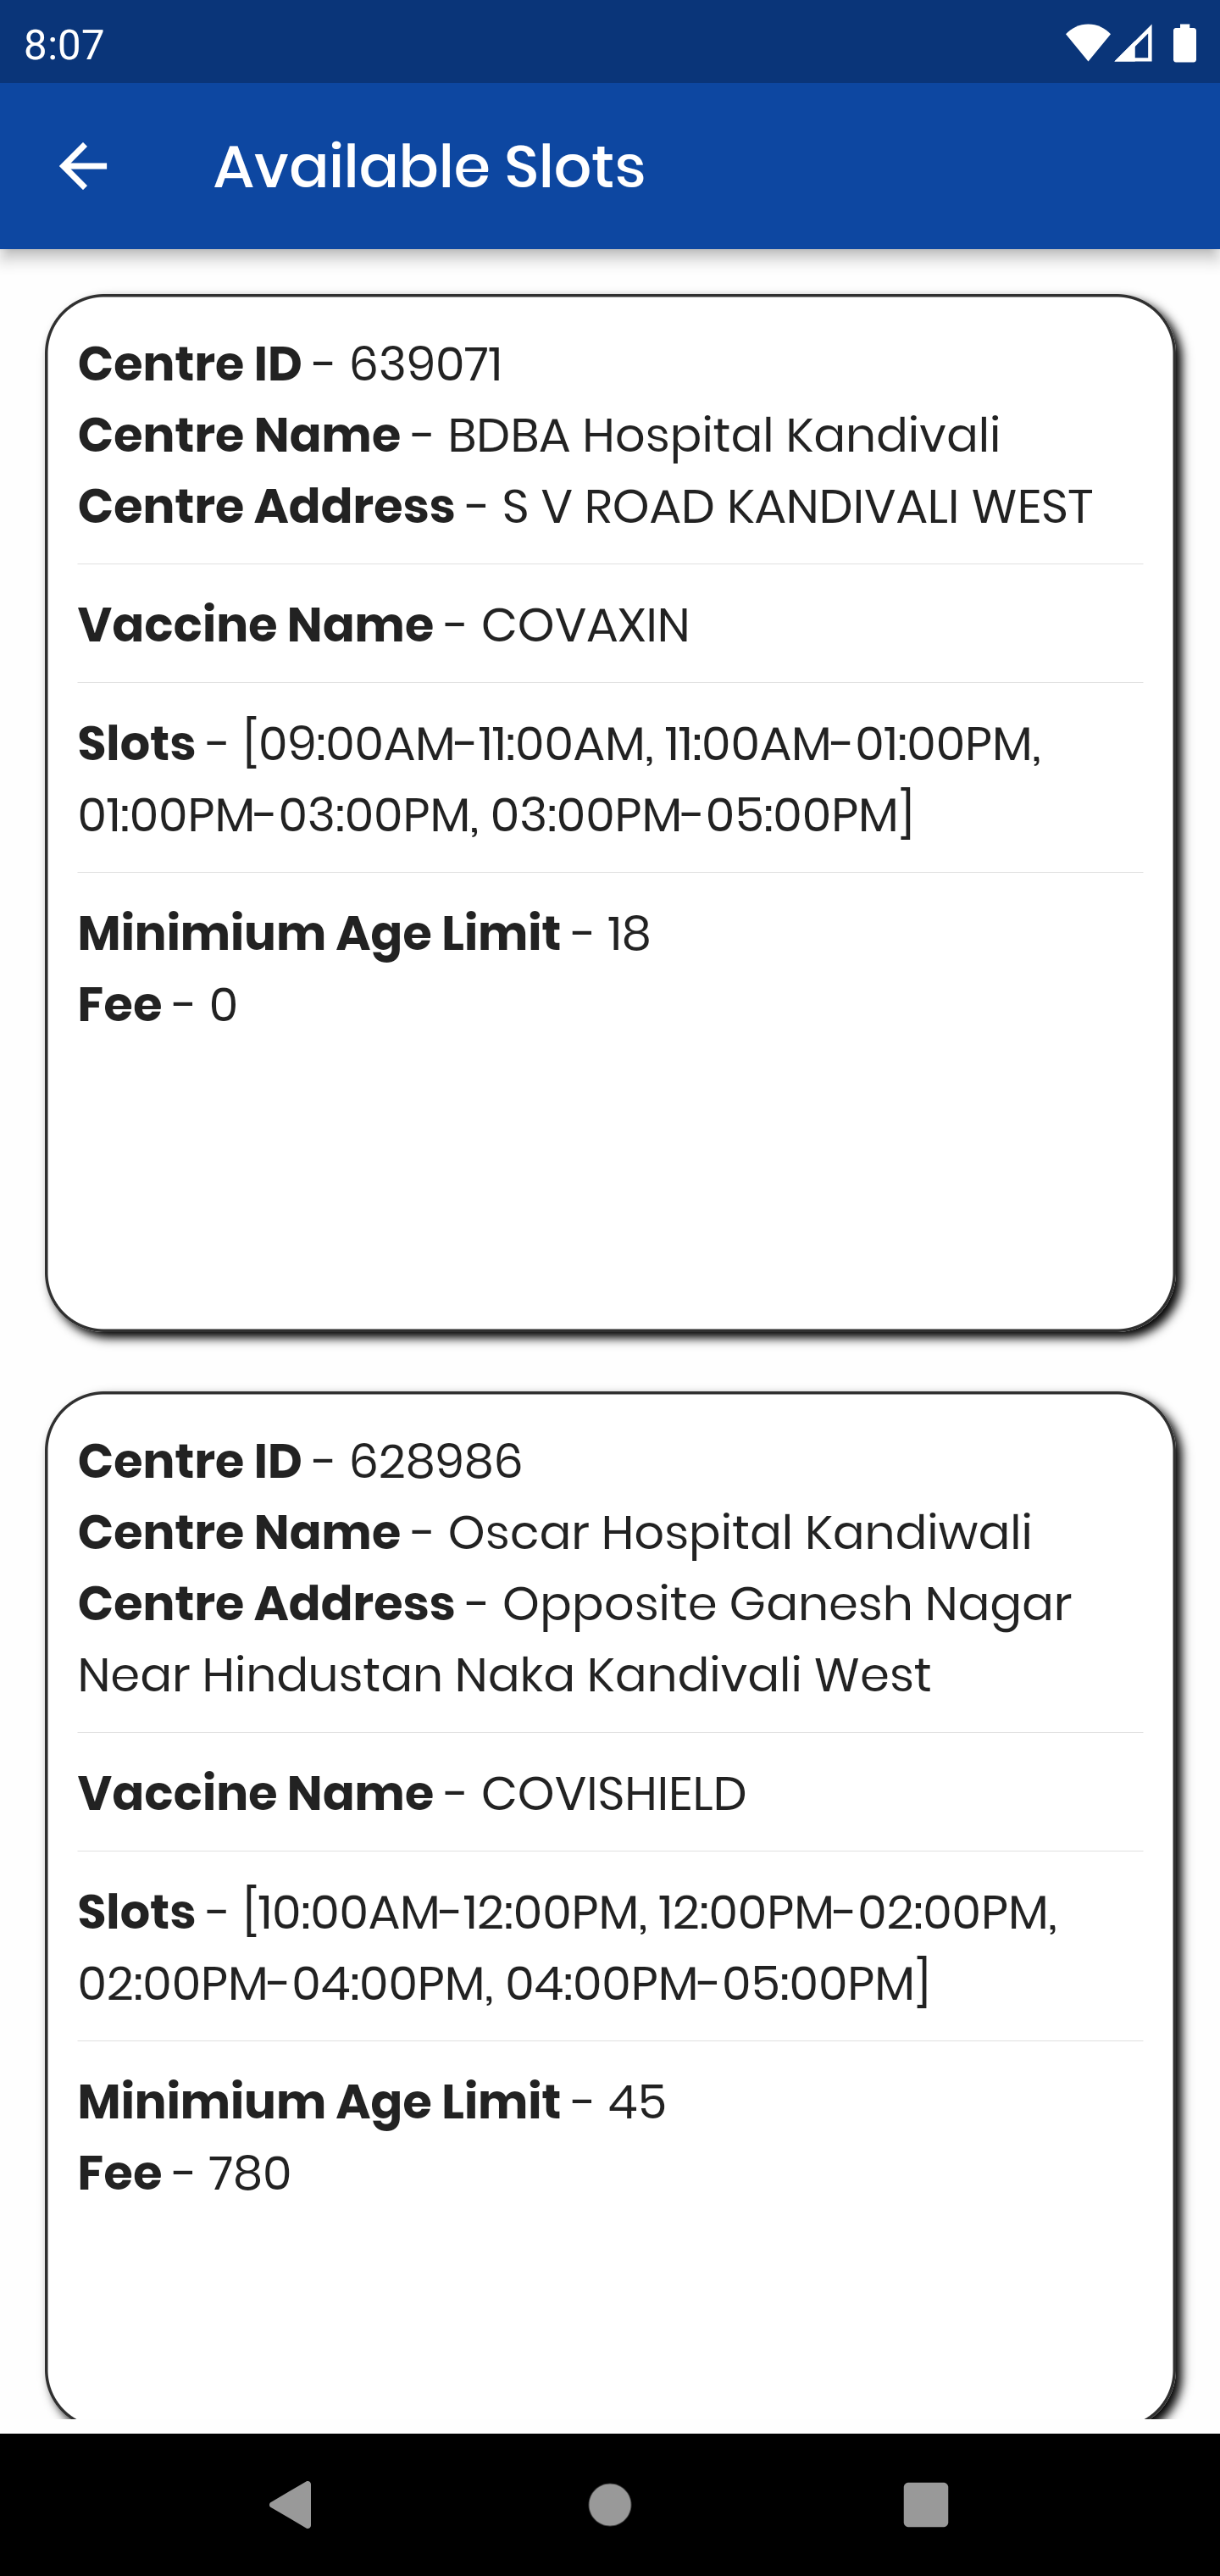 8:07
Available Slots
Centre ID - 639071
Centre Name - BDBA Hospital Kandivali
Centre Address - S V ROAD KANDIVALI WEST
Vaccine Name - COVAXIN
Slots - [09:00AM-11:00AM, 11:00AM-01:00PM,
01:00PM-03:00PM, 03:00PM-05:00PM]
Minimium Age Limit - 18
Fee - 0
Centre ID - 628986
Centre Name - Oscar Hospital Kandiwali
Centre Address - Opposite Ganesh Nagar
Near Hindustan Naka Kandivali West
Vaccine Name - COVISHIELD
Slots - [10:00AM-12:00PM, 12:00PM-02:00PM,
02:00PM-04:00PM, 04:00PM-05:00PM]
Minimium Age Limit - 45
Fee - 780